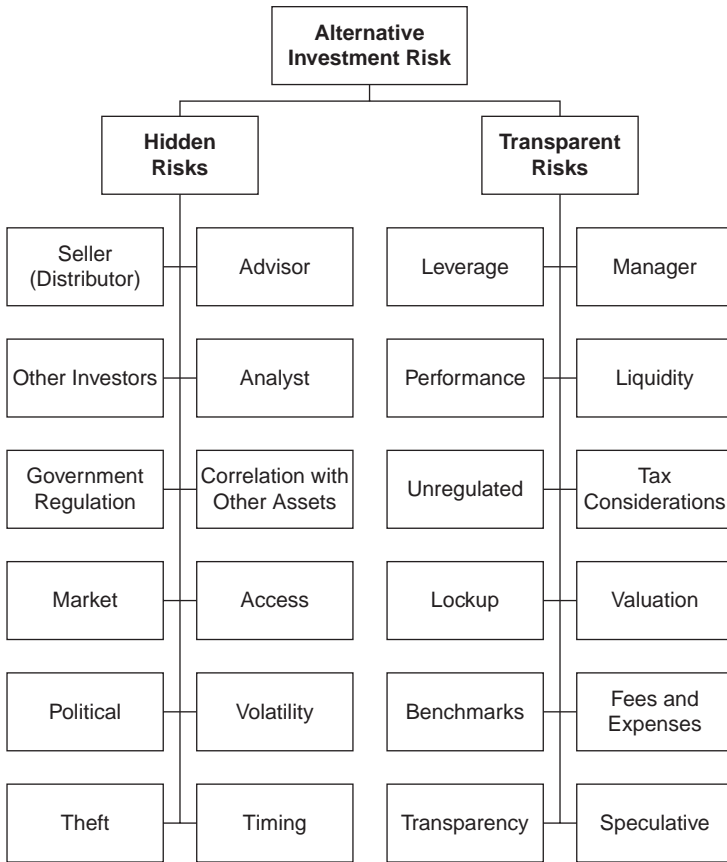 Alternative
Investment Risk
Hidden
Risks
Transparent
Risks
Seller
(Distributor)
Advisor
Leverage
Manager
Other Investors
Analyst
Performance
Liquidity
Government
Regulation
Correlation with
Other Assets
Unregulated
Tax
Considerations
Market
Access
Lockup
Valuation
Political
Volatility
Benchmarks
Fees and
Expenses
Theft
Timing
Transparency
Speculative